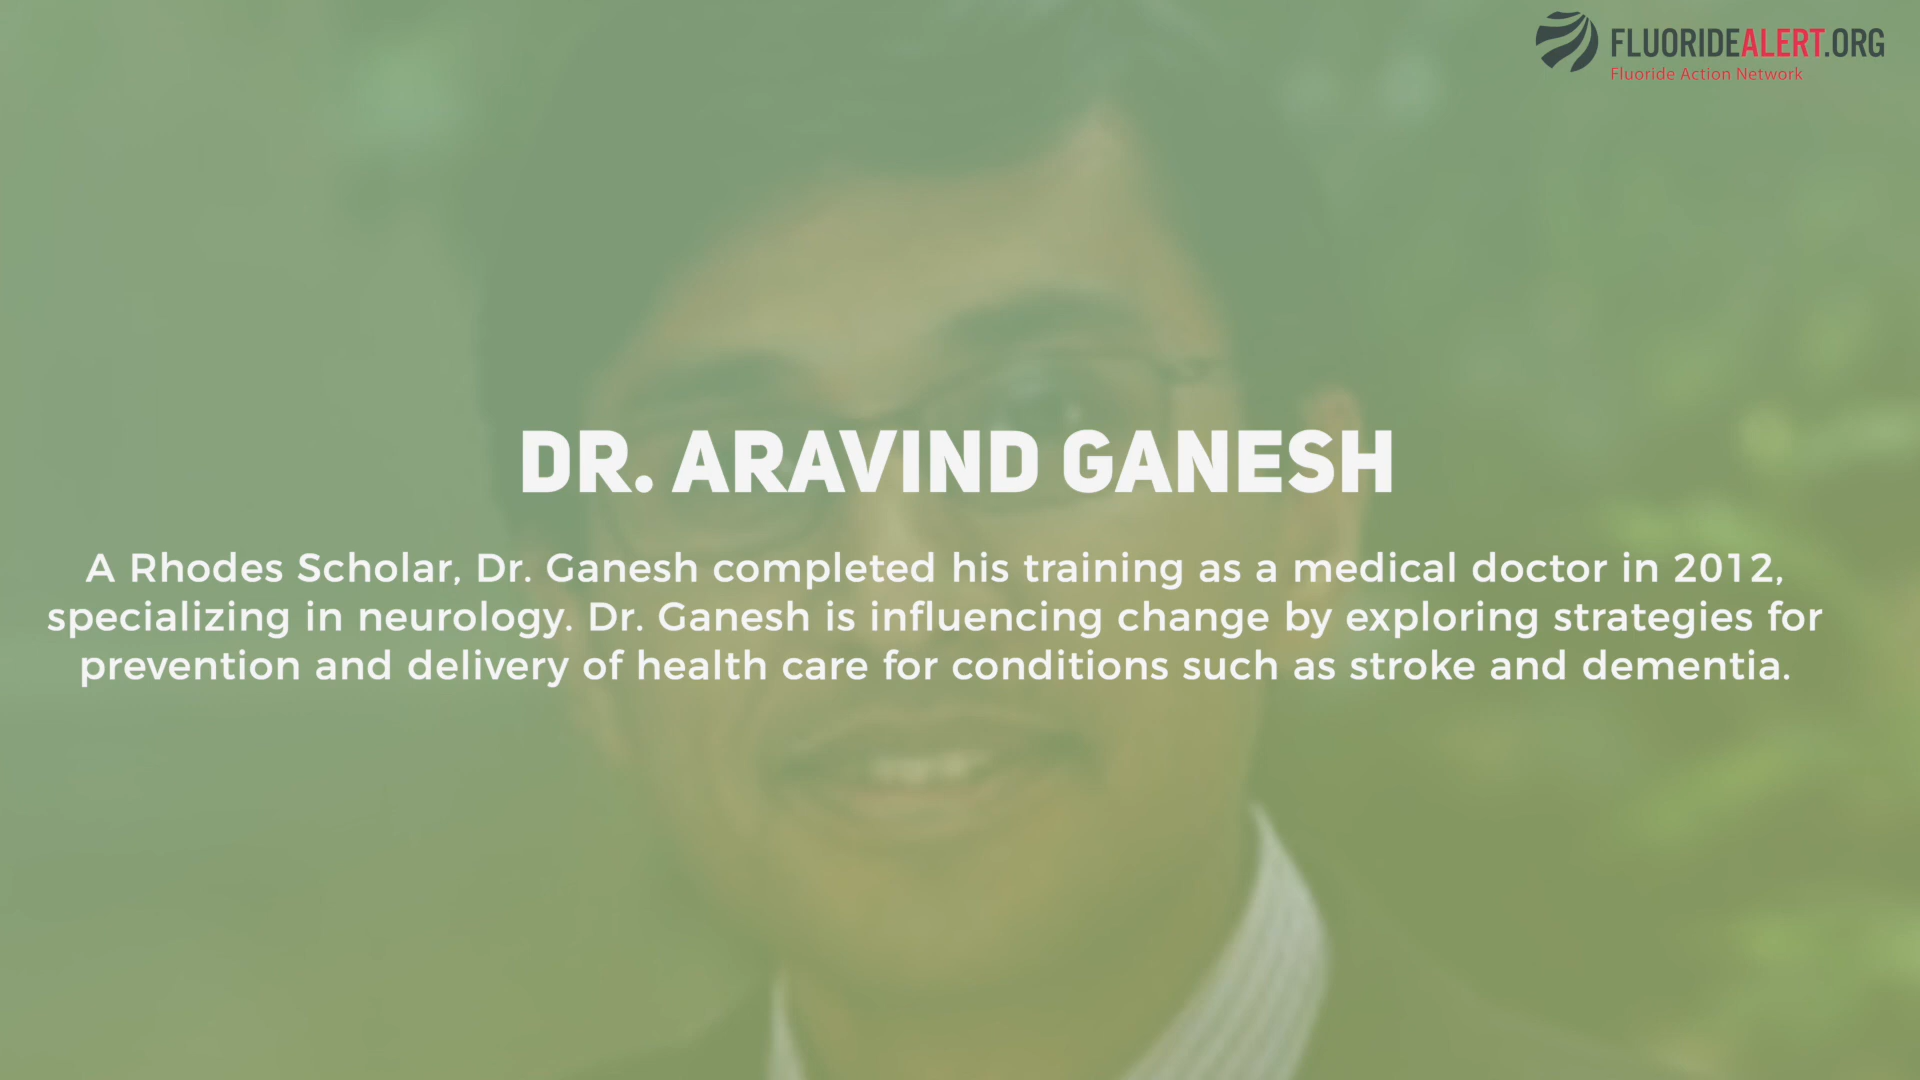 FLUORIDEALERT.ORG
Fluoride Action Network
DR. ARAVIND GANESH
A Rhodes Scholar, Dr. Ganesh completed his training as a medical doctor in 2012,
specializing in neurology. Dr. Ganesh is influencing change by exploring strategies for
prevention and delivery of health care for conditions such as stroke and dementia.